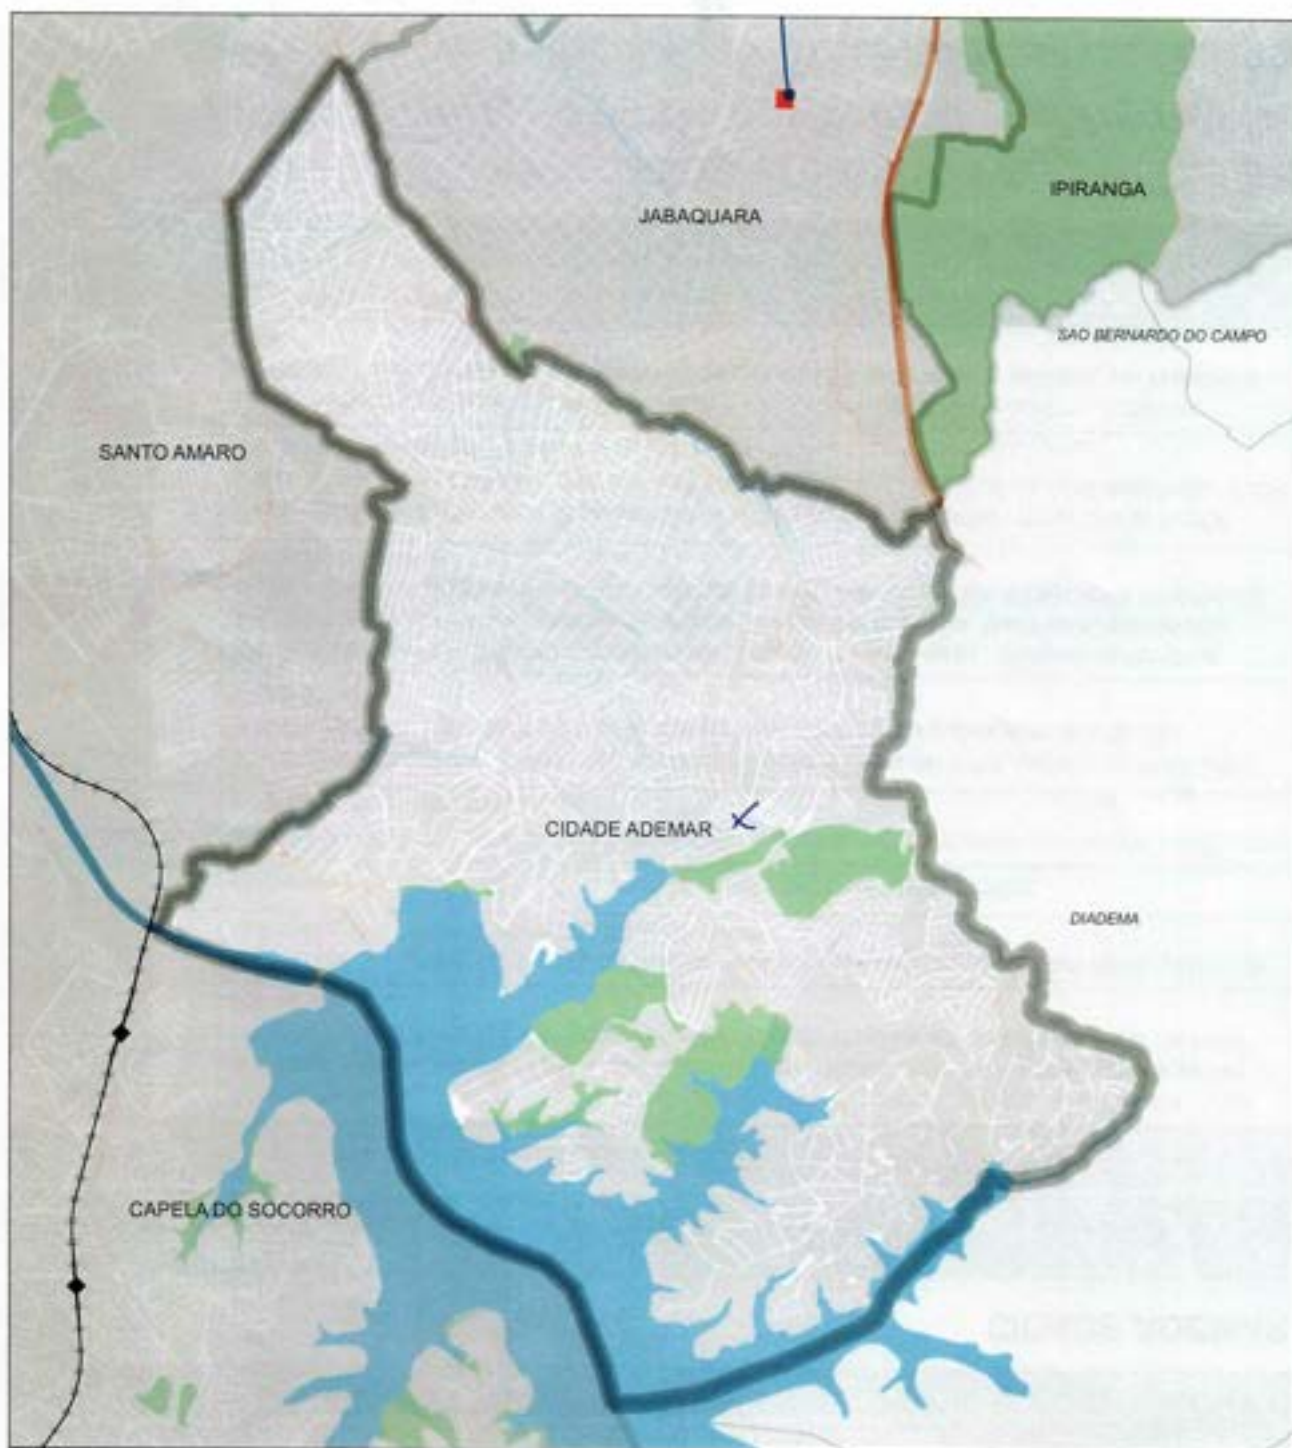 IPIRANGA
JABAQUARA
SAO BERNARDO DO CAMPO
SANTO AMARO
CIDADE ADEMAR
DIADEMA
CAPELA DO SOCORRO